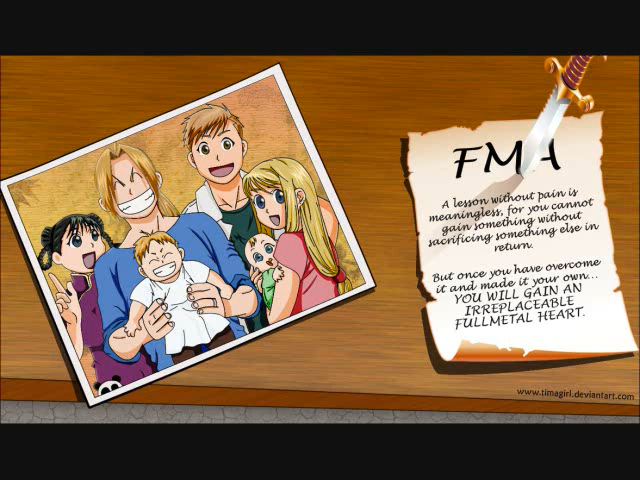 FMA
A lesson without pain is
meaningless, for you cannot
gain something without
sacrificing something else in
return.
But once you have overcome
it and made it your own...
YOU WILL GAIN AN
IRREPLACEABLE
FULLMETAL HEART.
www.timagirl.deviantart.com